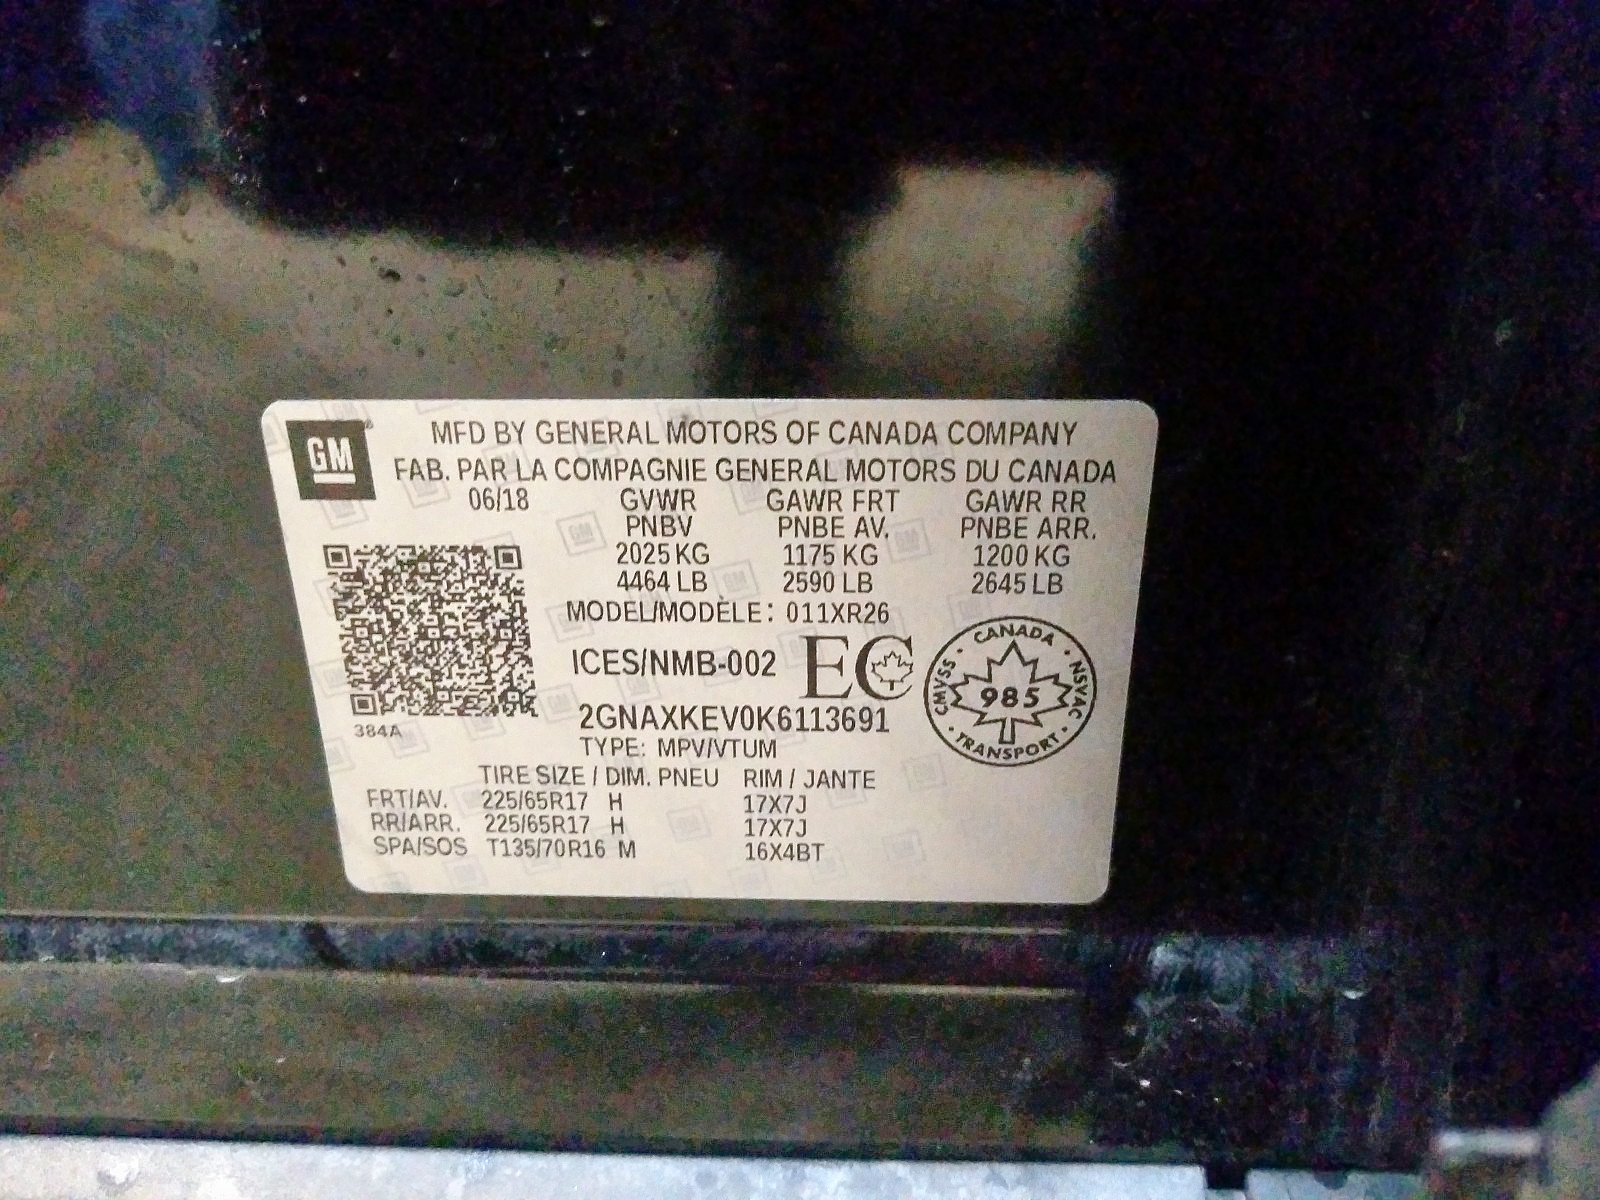 GM
MFD BY GENERAL MOTORS OF CANADA COMPANY
FAB. PAR LA COMPAGNIE GENERAL MOTORS DU CANADA
06/18 GVWR GAWR FRT GAWR RR
PNBV PNBE AV. PNBE ARR.
2025 KG 1175 KG 1200 KG
4464 LB 2590 LB 2645 LB
MODEL/MODÈLE: 011XR26
ICES/NMB-002 EC
CANADA
CMVSS 985 NSVAC
TRANSPORT
384A
2GNAXKEV0K6113691
TYPE: MPV/VTUM
TIRE SIZE / DIM. PNEU RIM / JANTE
FRT/AV. 225/65R17 H 17X7J
RR/ARR. 225/65R17 H 17X7J
SPA/SOS T135/70R16 M 16X4BT